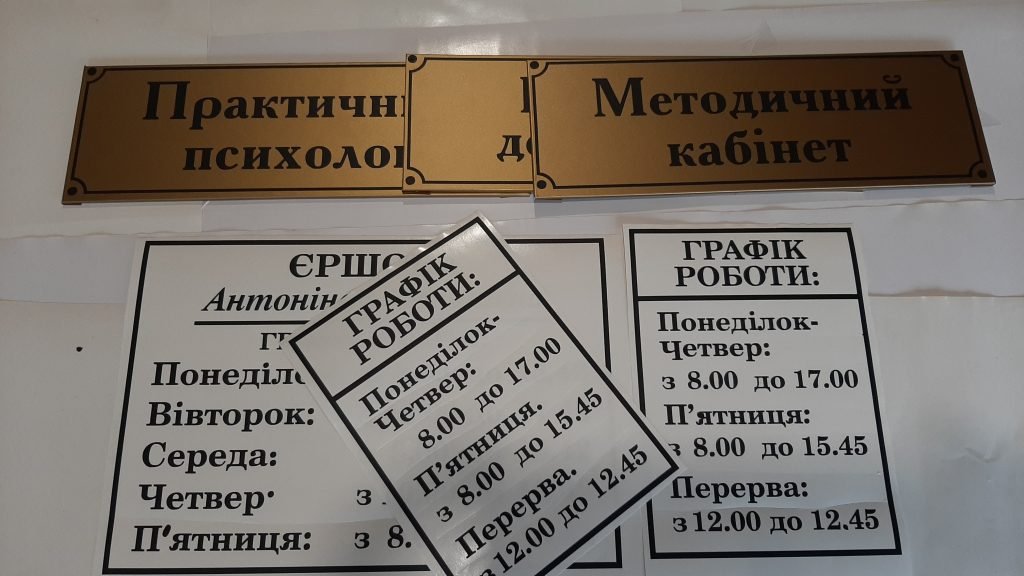 Практичн
психолог
Методичний
кабінет
ЄРШО
Антонін
Понеділо
Вівторок:
Середа:
Четвер
з
П'ятниця:
з 8.
ГРАФІК
РОБОТИ:
Понеділок-
Четвер:
8.00 до 17.00
П'ятниця.
з 8.00 до 15.45
Перерва.
з 12.00 до 12.45
ГРАФІК
РОБОТИ:
Понеділок-
Четвер:
з 8.00 до 17.00
П'ятниця:
з 8.00 до 15.45
Перерва:
з 12.00 до 12.45